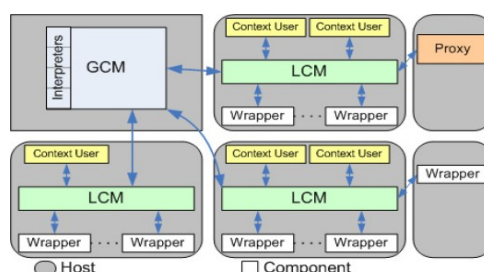 Interpreters
GCM
Context User Context User
LCM
Wrapper .... Wrapper
Proxy
Context User
LCM
Wrapper .... Wrapper
Context User Context User
LCM
Wrapper .... Wrapper
Wrapper
Host Component